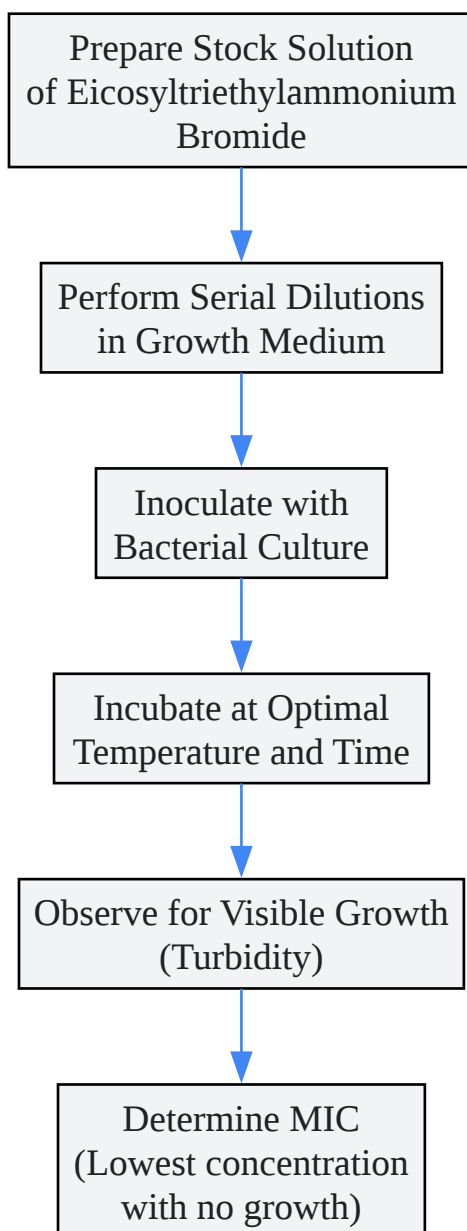 Prepare Stock Solution
of Eicosyltriethylammonium
Bromide
Perform Serial Dilutions
in Growth Medium
Inoculate with
Bacterial Culture
Incubate at Optimal
Temperature and Time
Observe for Visible Growth
(Turbidity)
Determine MIC
(Lowest concentration
with no growth)